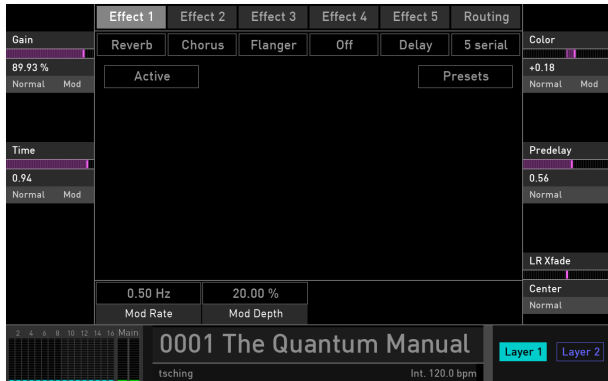 Effect 1 Effect 2 Effect 3 Effect 4 Effect 5 Routing
Gain Reverb Chorus Flanger Off Delay 5 serial Color
89.93 % Active Presets +0.18
Normal Mod Normal Mod
Time Predelay
0.94 0.56
Normal Mod Normal
LR Xfade
0.50 Hz 20.00 % Center
Mod Rate Mod Depth Normal
2 4 6 8 10 12 14 16 Main
0001 The Quantum Manual
Layer 1 Layer 2
tsching Int. 120.0 bpm